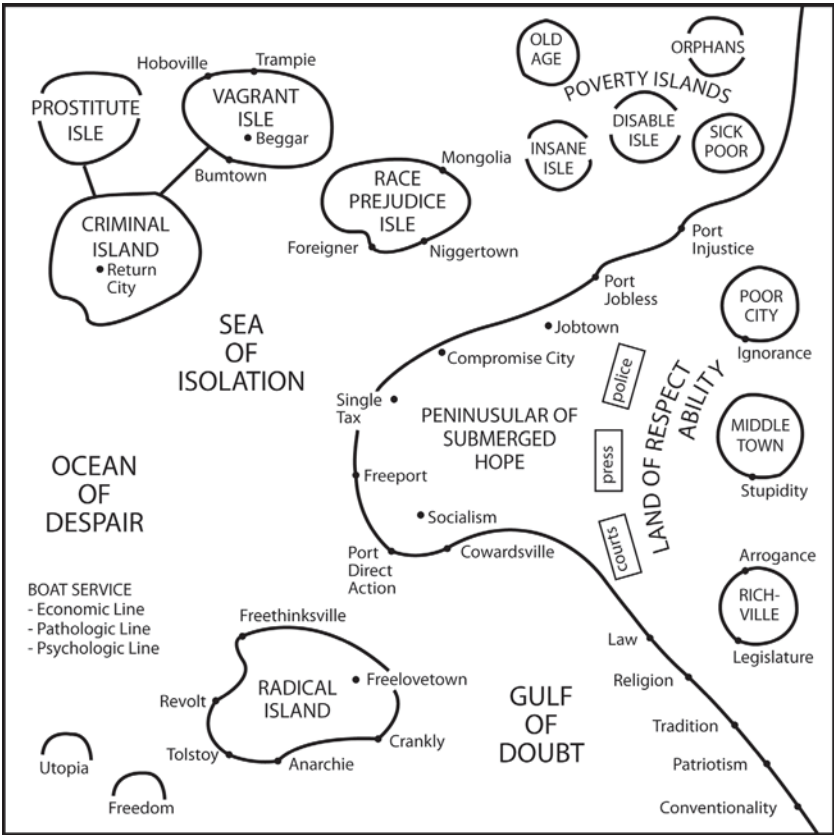 OLD
AGE
ORPHANS
POVERTY ISLANDS
Hoboville
Trampie
PROSTITUTE
ISLE
VAGRANT
ISLE
Beggar
Bumtown
INSANE
ISLE
DISABLE
ISLE
SICK
POOR
Mongolia
RACE
PREJUDICE
ISLE
Foreigner
Niggertown
CRIMINAL
ISLAND
Return
City
Port
Injustice
Port
Jobless
POOR
CITY
Ignorance
SEA
OF
ISOLATION
Jobtown
Compromise City
police
Single
Tax
PENINUSULAR OF
SUBMERGED
HOPE
press
LAND OF RESPECT
ABILITY
MIDDLE
TOWN
Stupidity
OCEAN
OF
DESPAIR
Freeport
Socialism
courts
Port
Direct
Action
Cowardsville
Arrogance
RICH-
VILLE
Legislature
BOAT SERVICE
- Economic Line
- Pathologic Line
- Psychologic Line
Freethinksville
Freelovetown
RADICAL
ISLAND
Revolt
Tolstoy
Anarchie
Crankly
GULF
OF
DOUBT
Law
Religion
Tradition
Patriotism
Conventionality
Utopia
Freedom